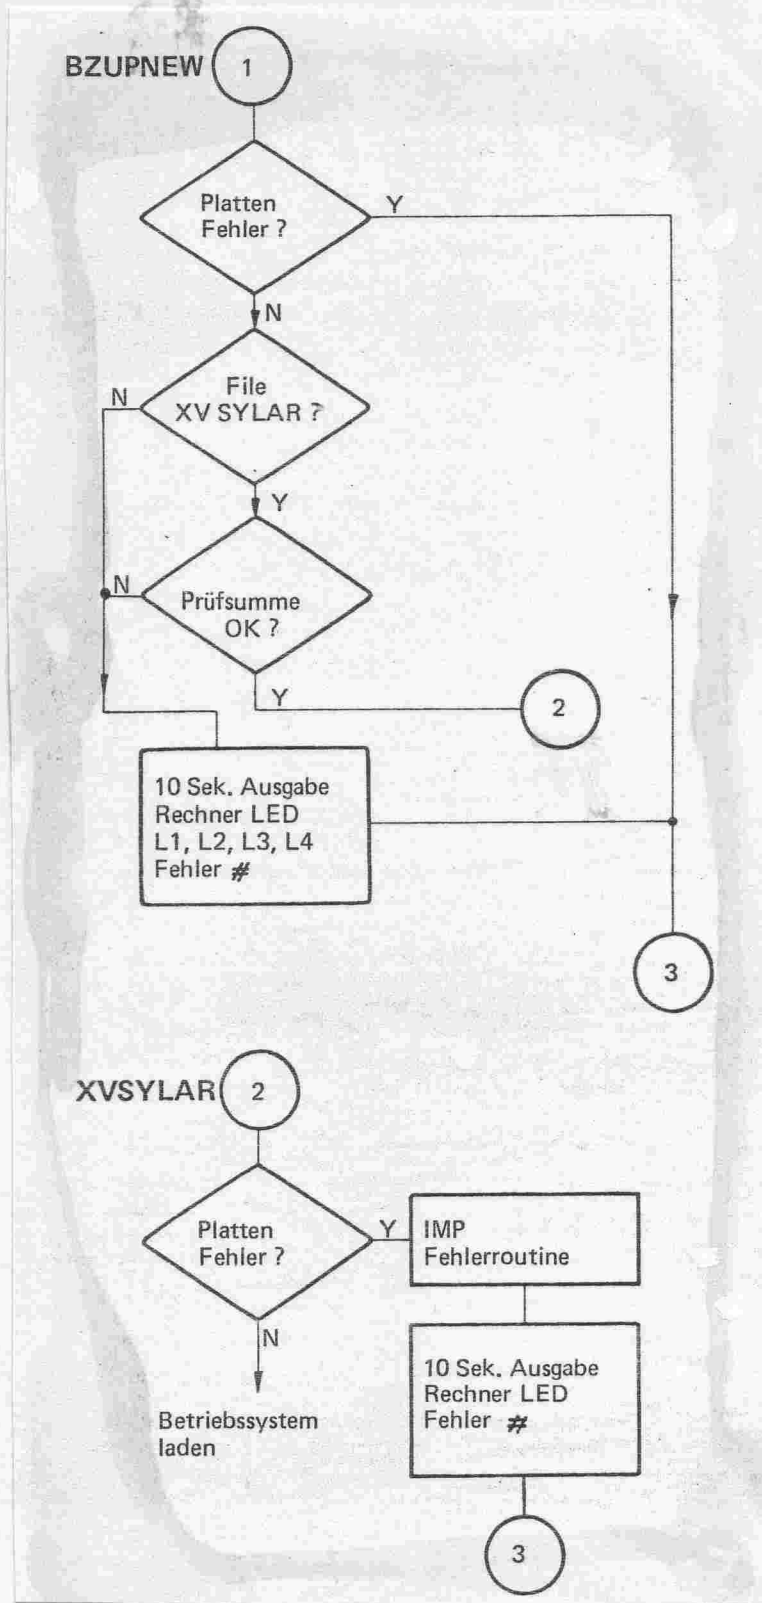 BZUPNEW 1
Platten
Fehler ?
Y
N
File
XV SYLAR ?
N
Y
Prüfsumme
OK ?
N
Y
2
10 Sek. Ausgabe
Rechner LED
L1, L2, L3, L4
Fehler #
3
XVSYLAR 2
Platten
Fehler ?
Y
IMP
Fehlerroutine
N
10 Sek. Ausgabe
Rechner LED
Fehler #
Betriebssystem
laden
3